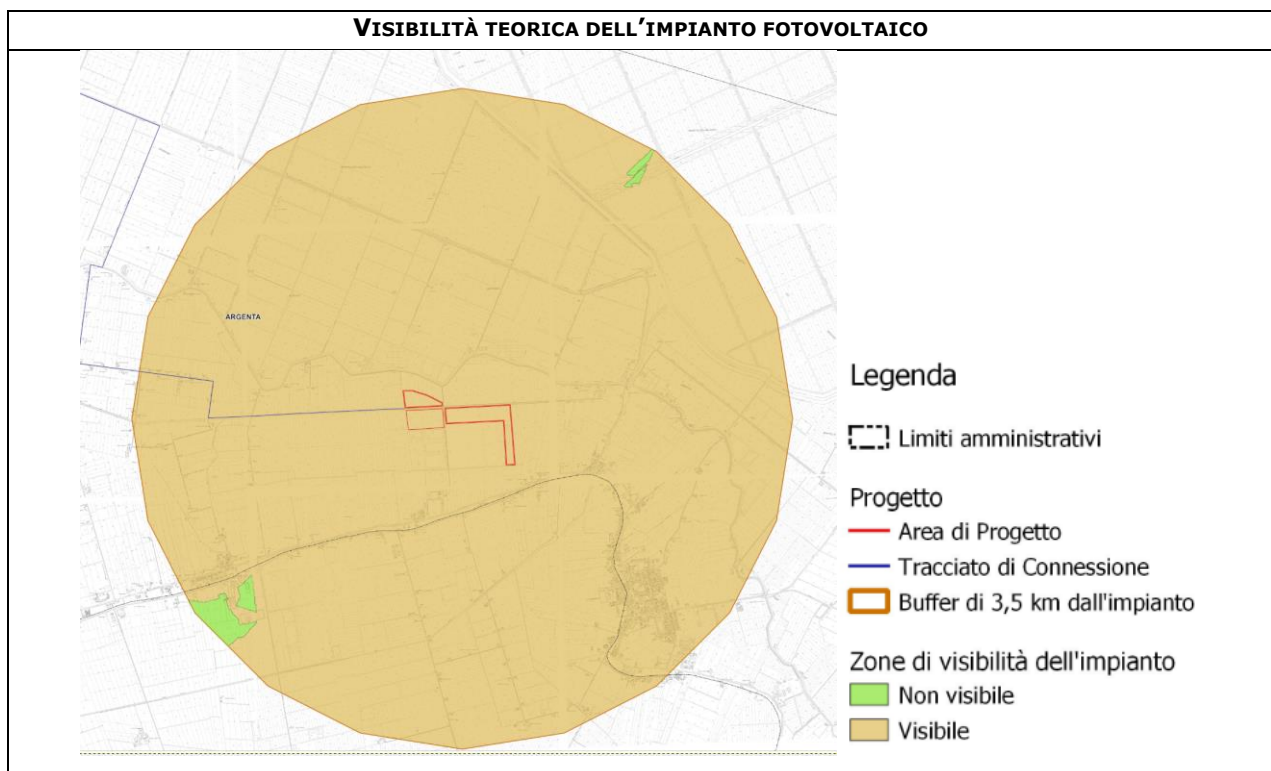 VISIBILITÀ TEORICA DELL'IMPIANTO FOTOVOLTAICO
ARGENTA
Legenda
Limiti amministrativi
Progetto
Area di Progetto
Tracciato di Connessione
Buffer di 3,5 km dall'impianto
Zone di visibilità dell'impianto
Non visibile
Visibile